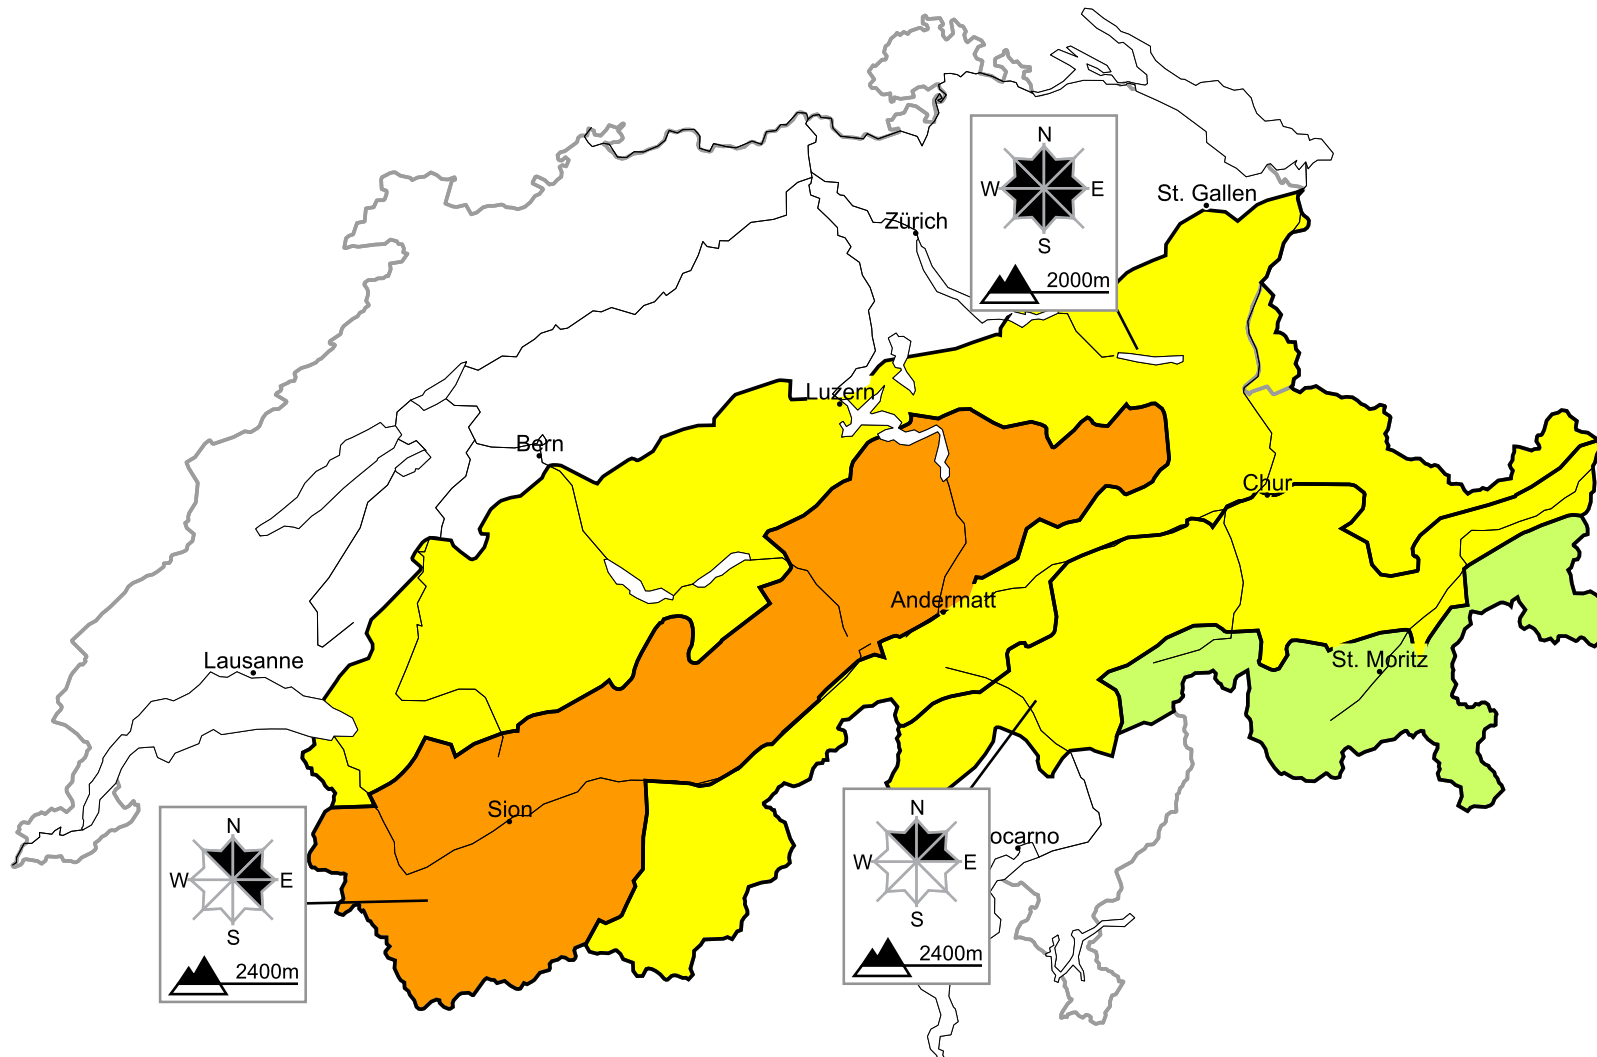 N
W E
S
2000m
St. Gallen
Zürich
Luzern
Bern
Chur
Andermatt
Lausanne
St. Moritz
Sion
N
W E
S
2400m
ocarno
N
W E
S
2400m